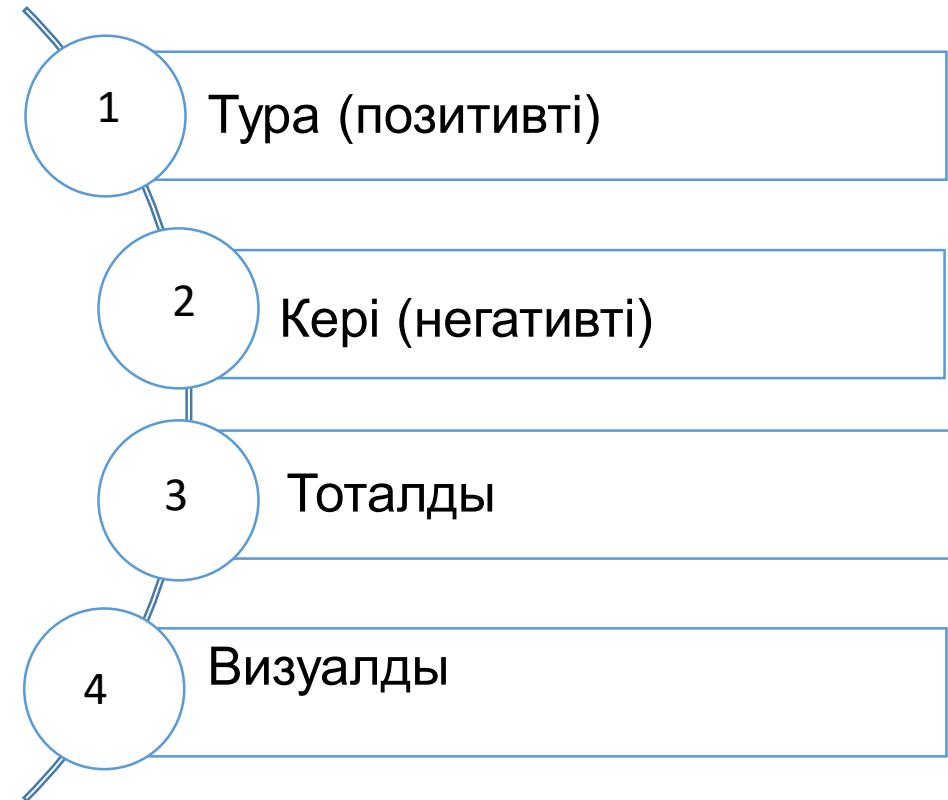 1 Тура (позитивті)
2 Кері (негативті)
3 Тоталды
4 Визуалды